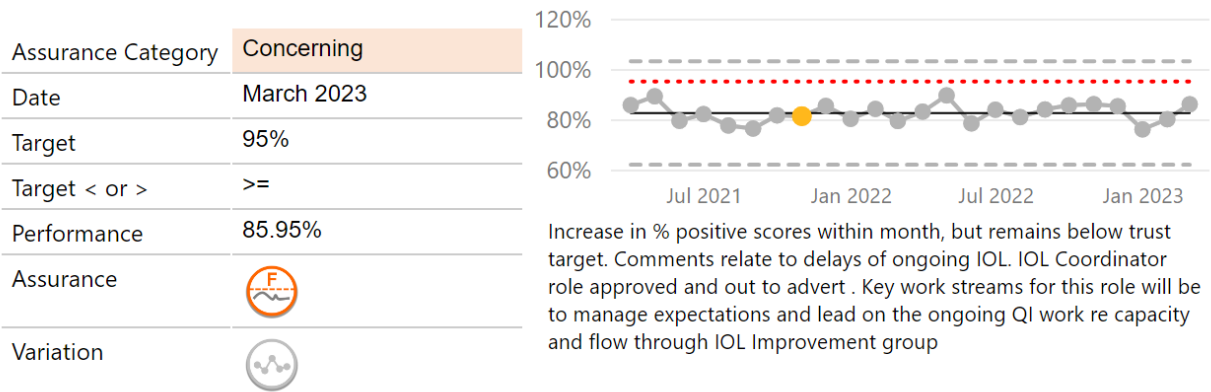 Assurance Category Concerning
Date March 2023
Target 95%
Target < or > >=
Performance 85.95%
Assurance F
Variation
120%
100%
80%
60%
Jul 2021 Jan 2022 Jul 2022 Jan 2023
Increase in % positive scores within month, but remains below trust
target. Comments relate to delays of ongoing IOL. IOL Coordinator
role approved and out to advert . Key work streams for this role will be
to manage expectations and lead on the ongoing QI work re capacity
and flow through IOL Improvement group